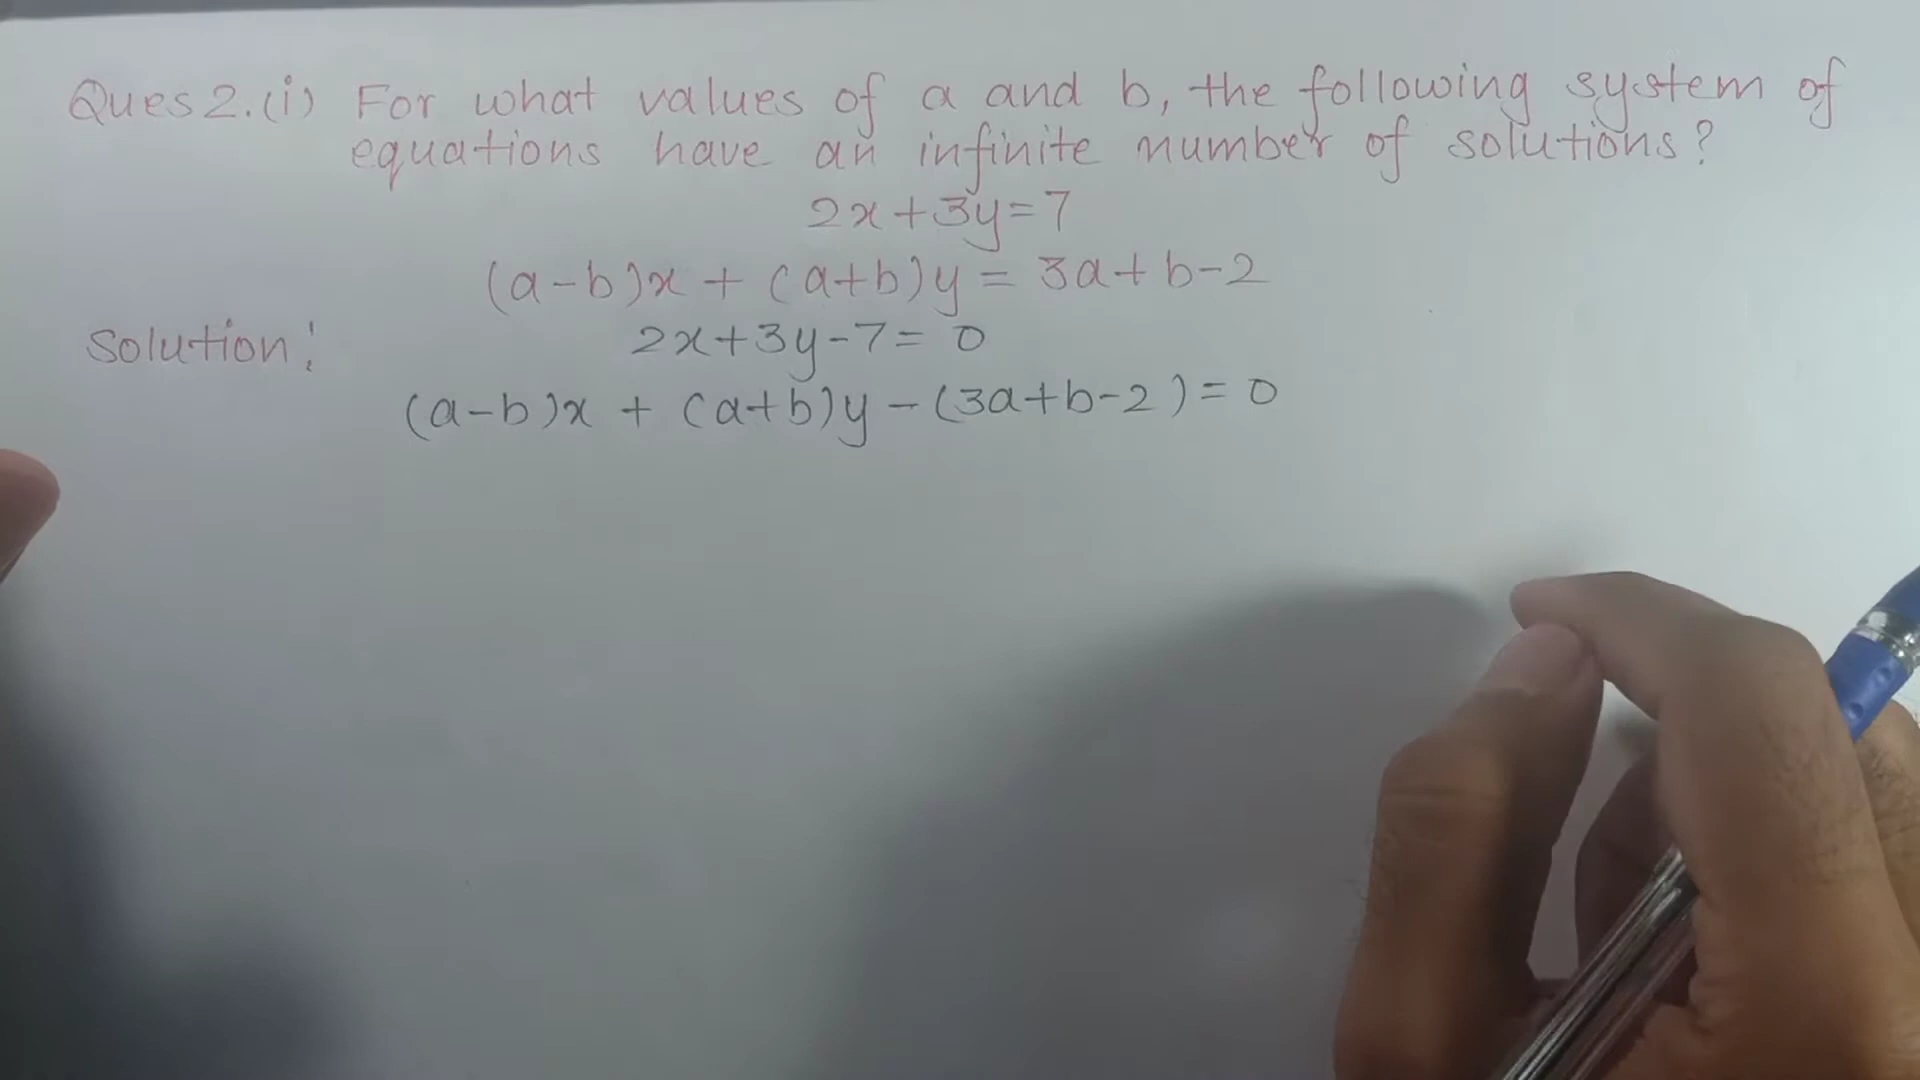 Ques 2.(i) For what values of a and b, the following system of
equations have an infinite number of solutions?
2x+3y=7
(a-b)x + (a+b)y = 3a+b-2
Solution:
2x+3y-7= 0
(a-b)x + (a+b)y - (3a+b-2) = 0